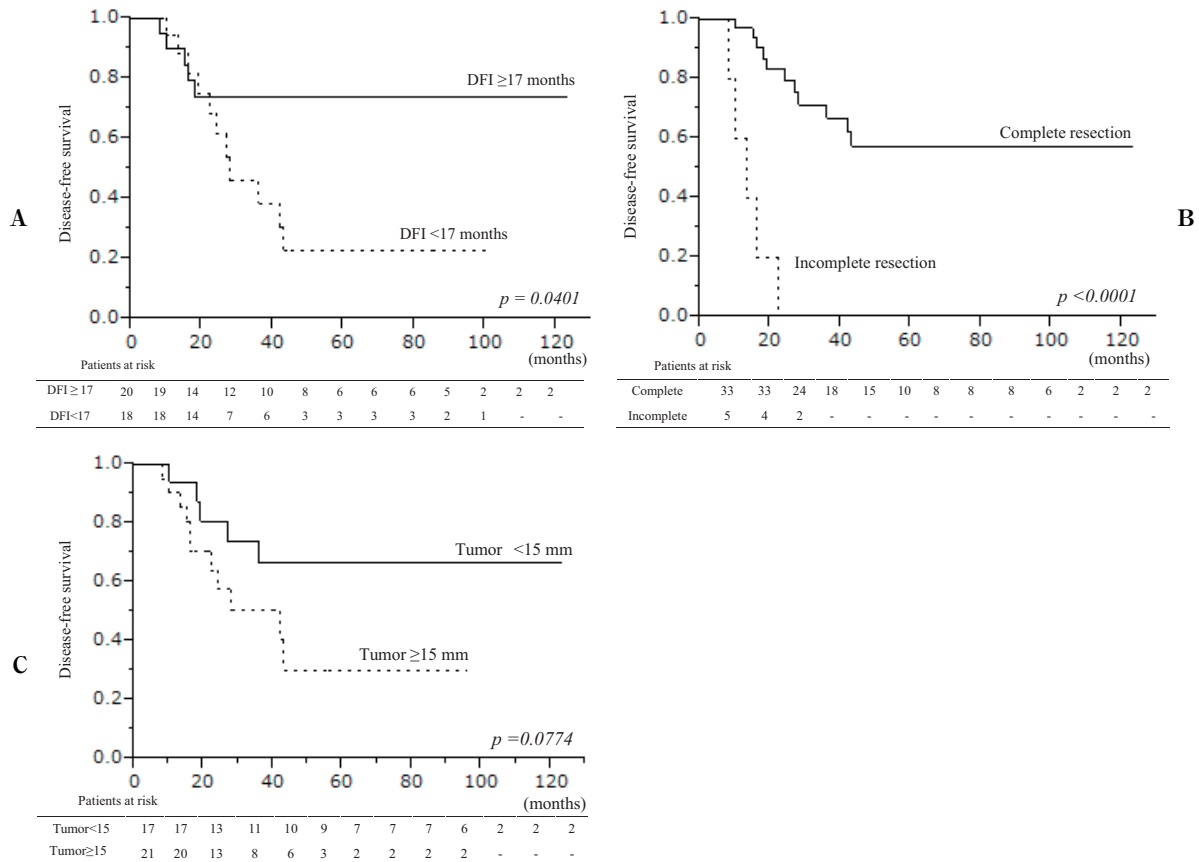 A
Disease-free survival
1.0
0.8
0.6
0.4
0.2
0.0
DFI ≥17 months
DFI <17 months
p = 0.0401
0 20 40 60 80 100 120
(months)
Patients at risk
DFI ≥ 17 20 19 14 12 10 8 6 6 6 5 2 2 2
DFI<17 18 18 14 7 6 3 3 3 3 2 1 - -
B
Disease-free survival
1.0
0.8
0.6
0.4
0.2
0.0
Complete resection
Incomplete resection
p <0.0001
0 20 40 60 80 100 120
(months)
Patients at risk
Complete 33 33 24 18 15 10 8 8 8 6 2 2 2
Incomplete 5 4 2 - - - - - - - - - -
C
Disease-free survival
1.0
0.8
0.6
0.4
0.2
0.0
Tumor <15 mm
Tumor ≥15 mm
p =0.0774
0 20 40 60 80 100 120
(months)
Patients at risk
Tumor<15 17 17 13 11 10 9 7 7 7 6 2 2 2
Tumor≥15 21 20 13 8 6 3 2 2 2 2 - - -